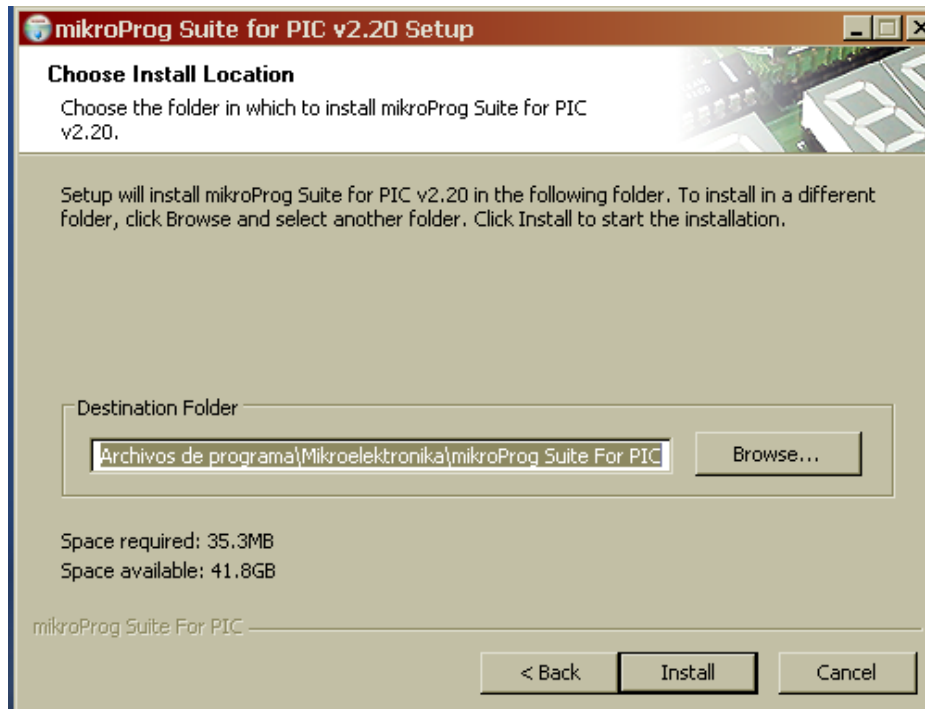 mikroProg Suite for PIC v2.20 Setup
Choose Install Location
Choose the folder in which to install mikroProg Suite for PIC
v2.20.
Setup will install mikroProg Suite for PIC v2.20 in the following folder. To install in a different
folder, click Browse and select another folder. Click Install to start the installation.
Destination Folder
Archivos de programa\Mikroelektronika\mikroProg Suite For PIC
Browse...
Space required: 35.3MB
Space available: 41.8GB
mikroProg Suite For PIC
< Back
Install
Cancel